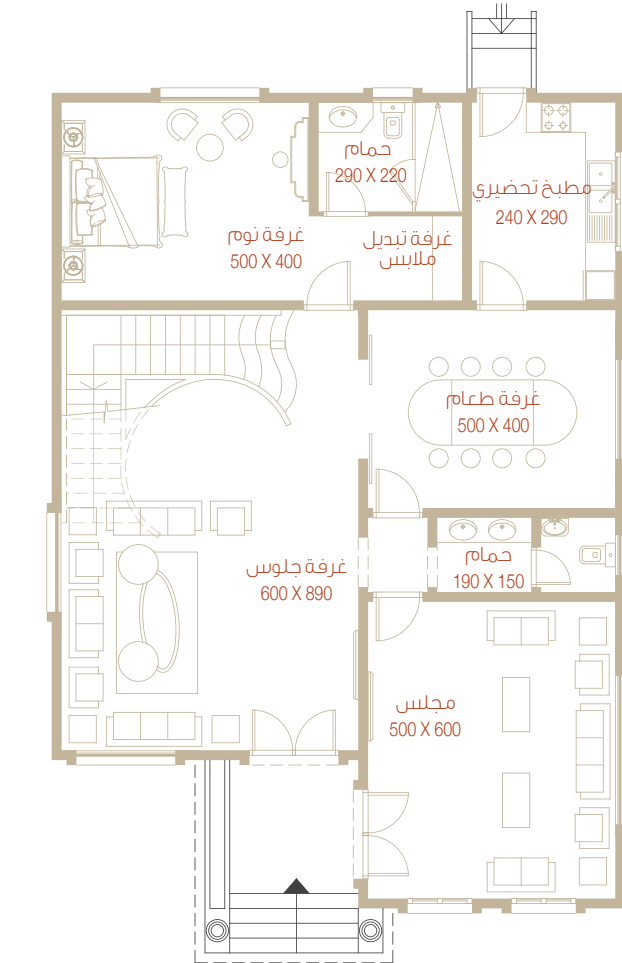 حمام
290 X 220
مطبخ تحضيري
240 X 290
غرفة نوم
500 X 400
غرفة تبديل
ملابس
غرفة طعام
500 X 400
غرفة جلوس
600 X 890
حمام
190 X 150
مجلس
500 X 600